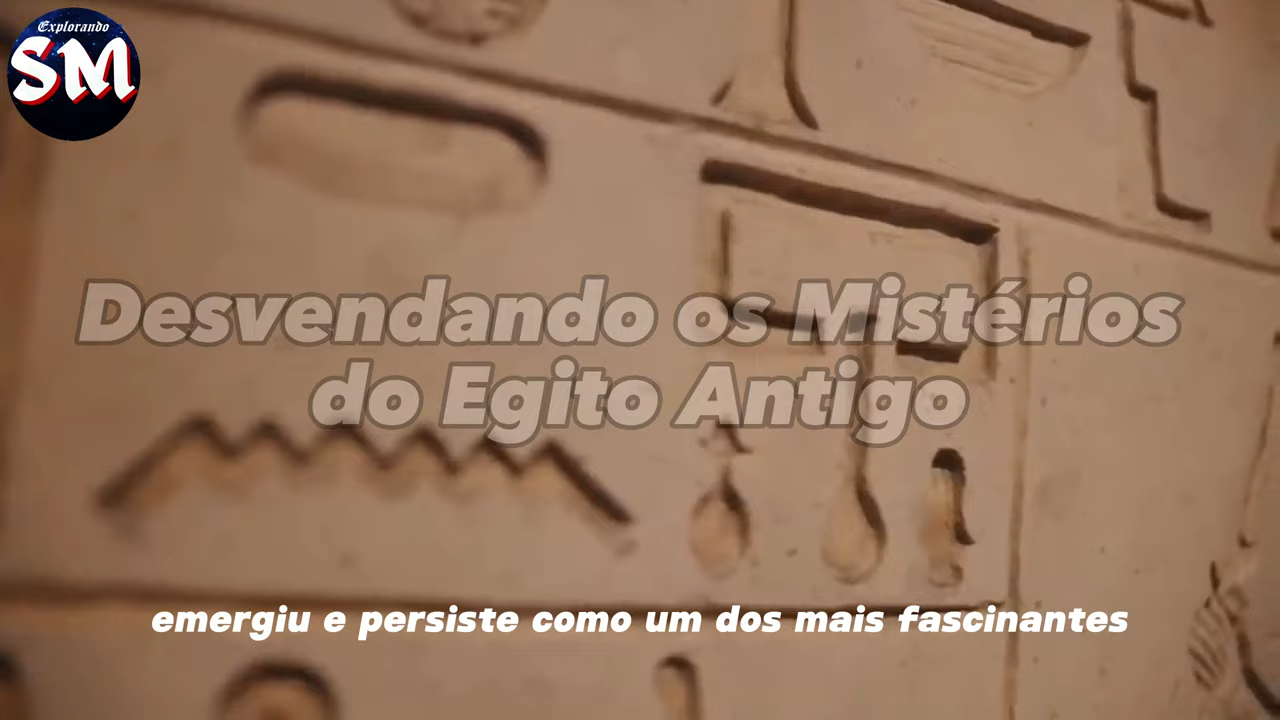 Explorando
SM
Desvendando os Mistérios
do Egito Antigo
emergiu e persiste como um dos mais fascinantes